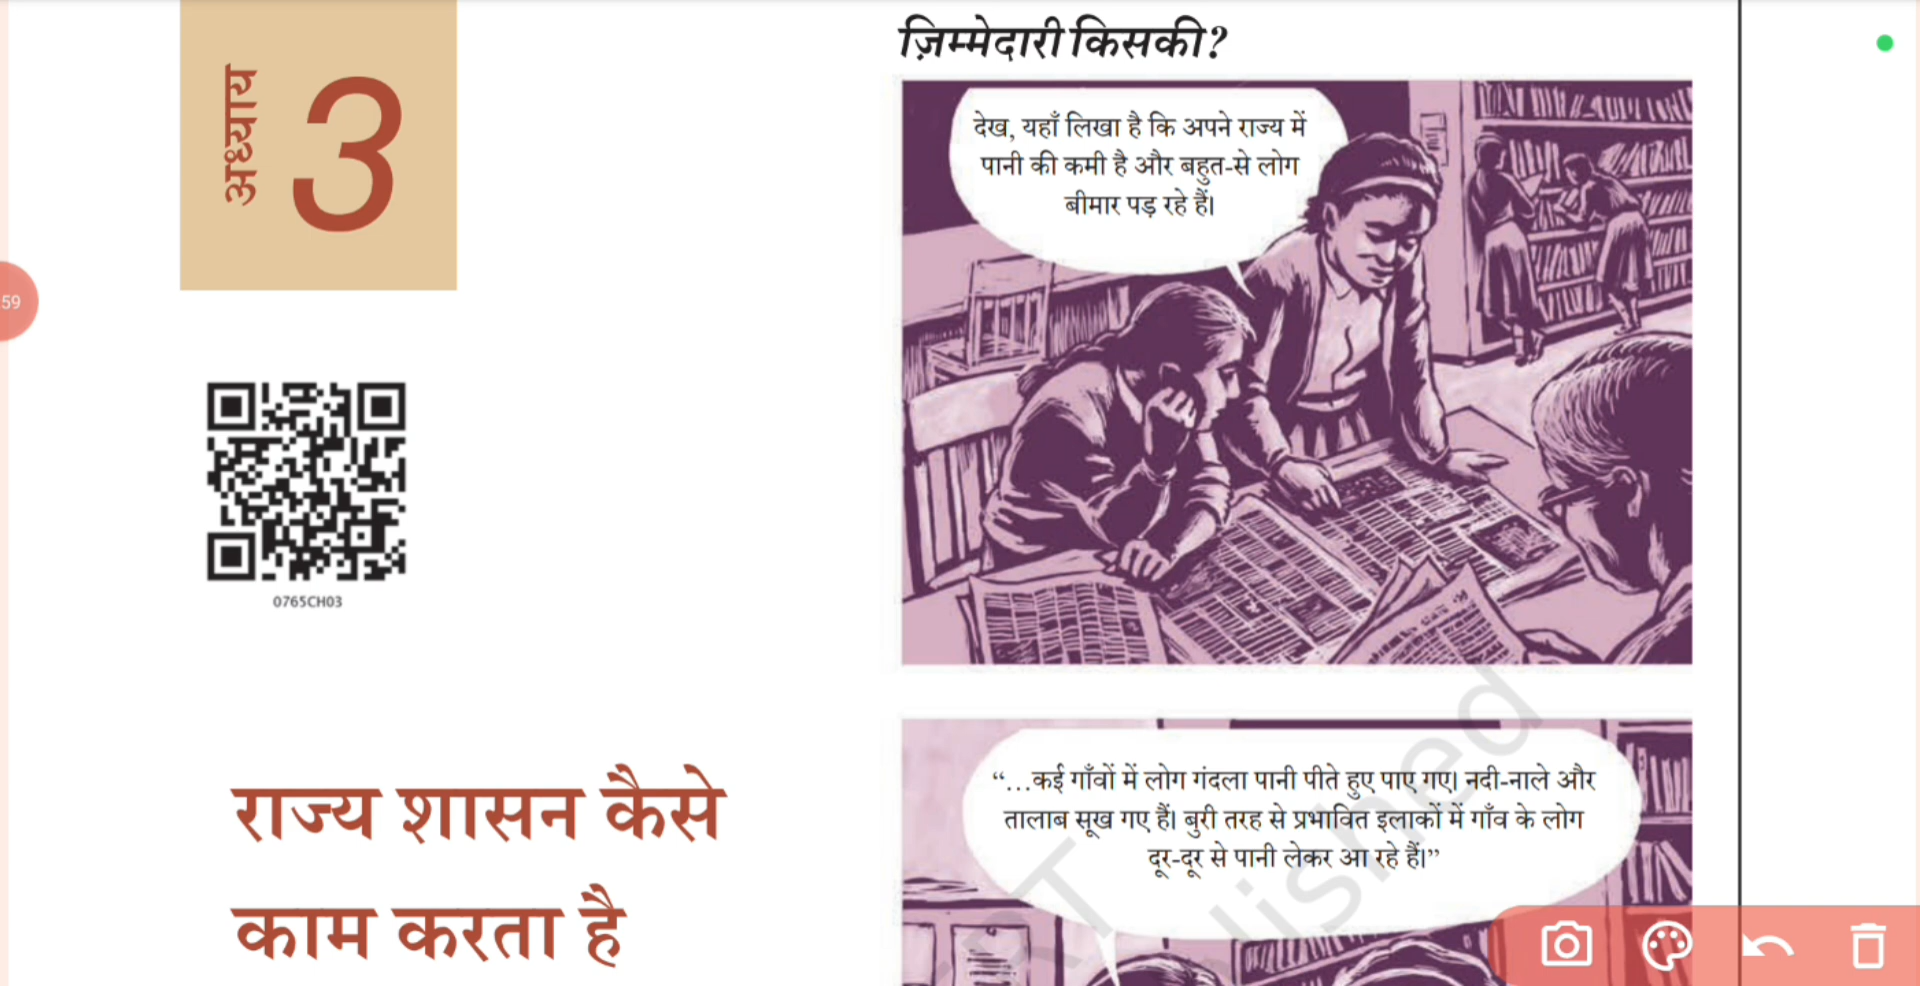 अध्याय
3
0765CH03
राज्य शासन कैसे
काम करता है
ज़िम्मेदारी किसकी?
देख, यहाँ लिखा है कि अपने राज्य में
पानी की कमी है और बहुत-से लोग
बीमार पड़ रहे हैं।
“...कई गाँवों में लोग गंदला पानी पीते हुए पाए गए। नदी-नाले और
तालाब सूख गए हैं। बुरी तरह से प्रभावित इलाकों में गाँव के लोग
दूर-दूर से पानी लेकर आ रहे हैं।”
59